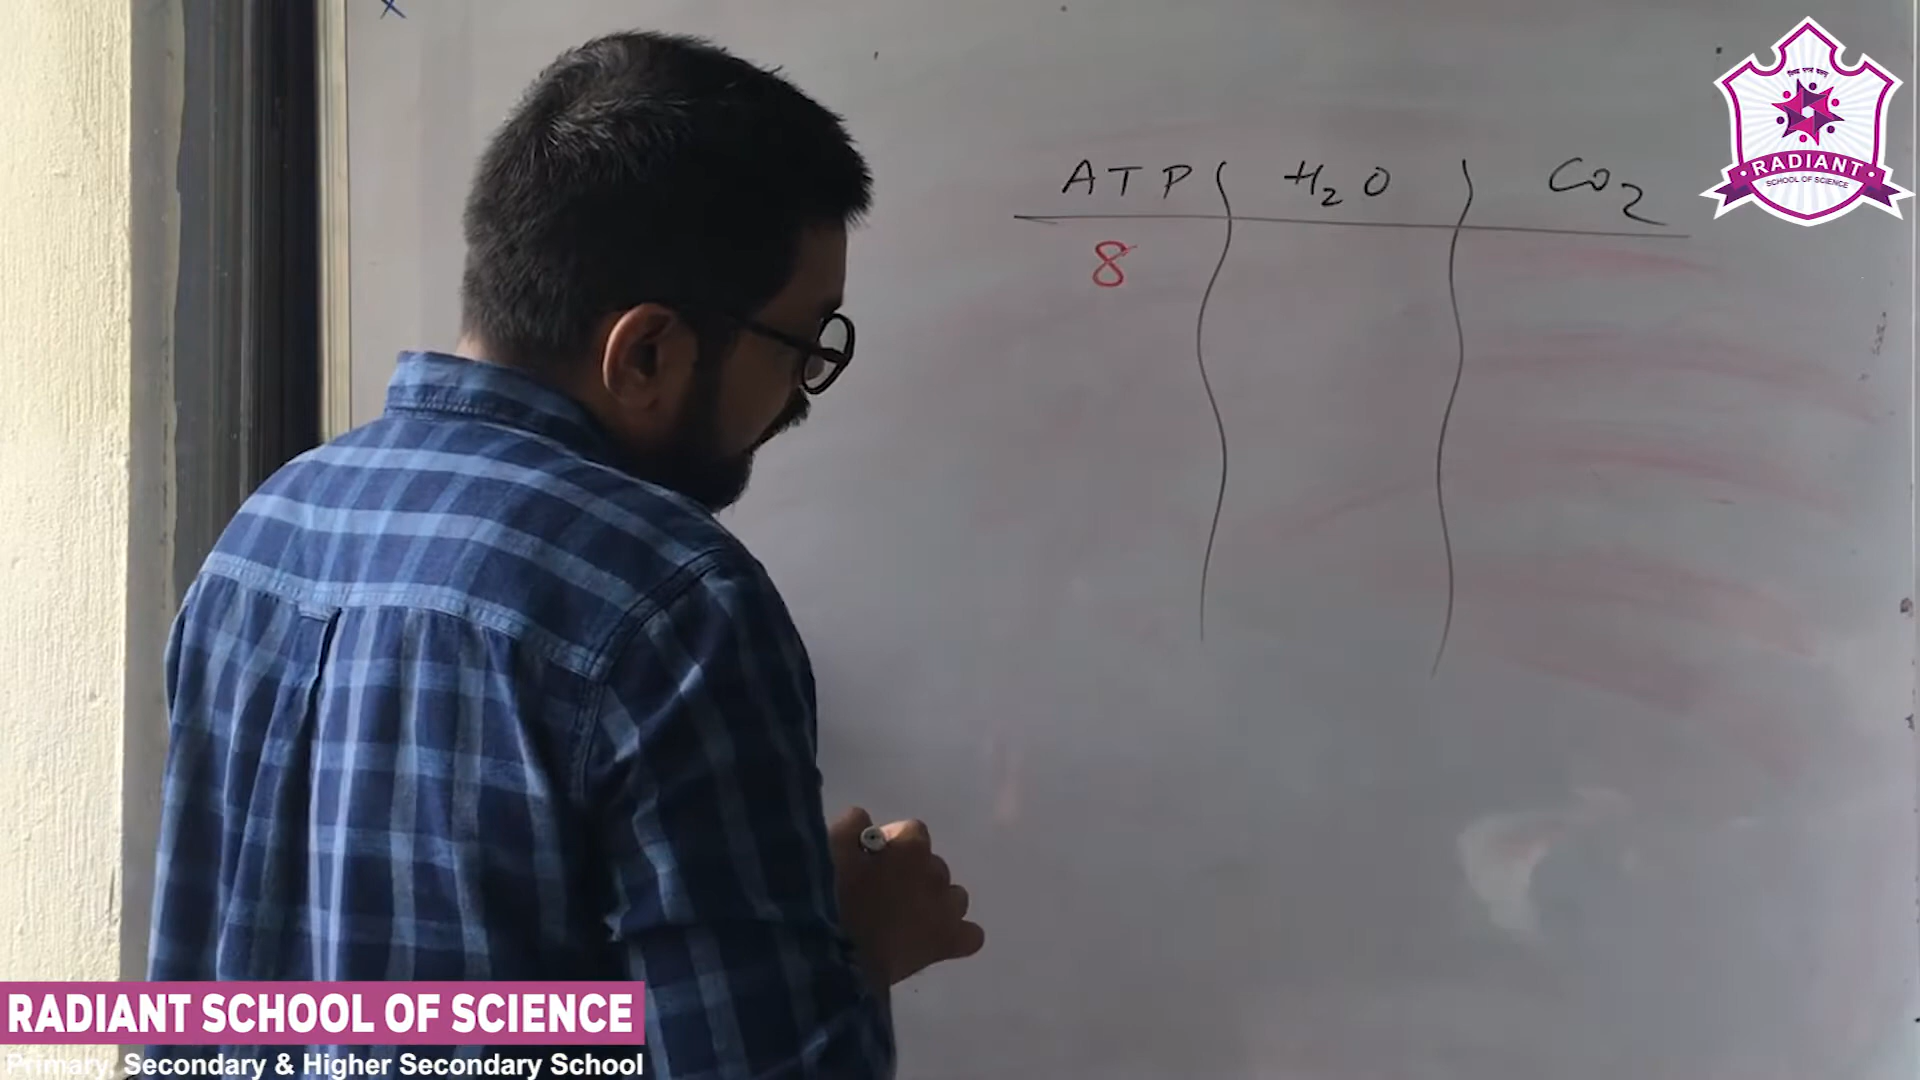 ATP H₂O CO₂
8
RADIANT
SCHOOL OF SCIENCE
RADIANT SCHOOL OF SCIENCE
Primary, Secondary & Higher Secondary School